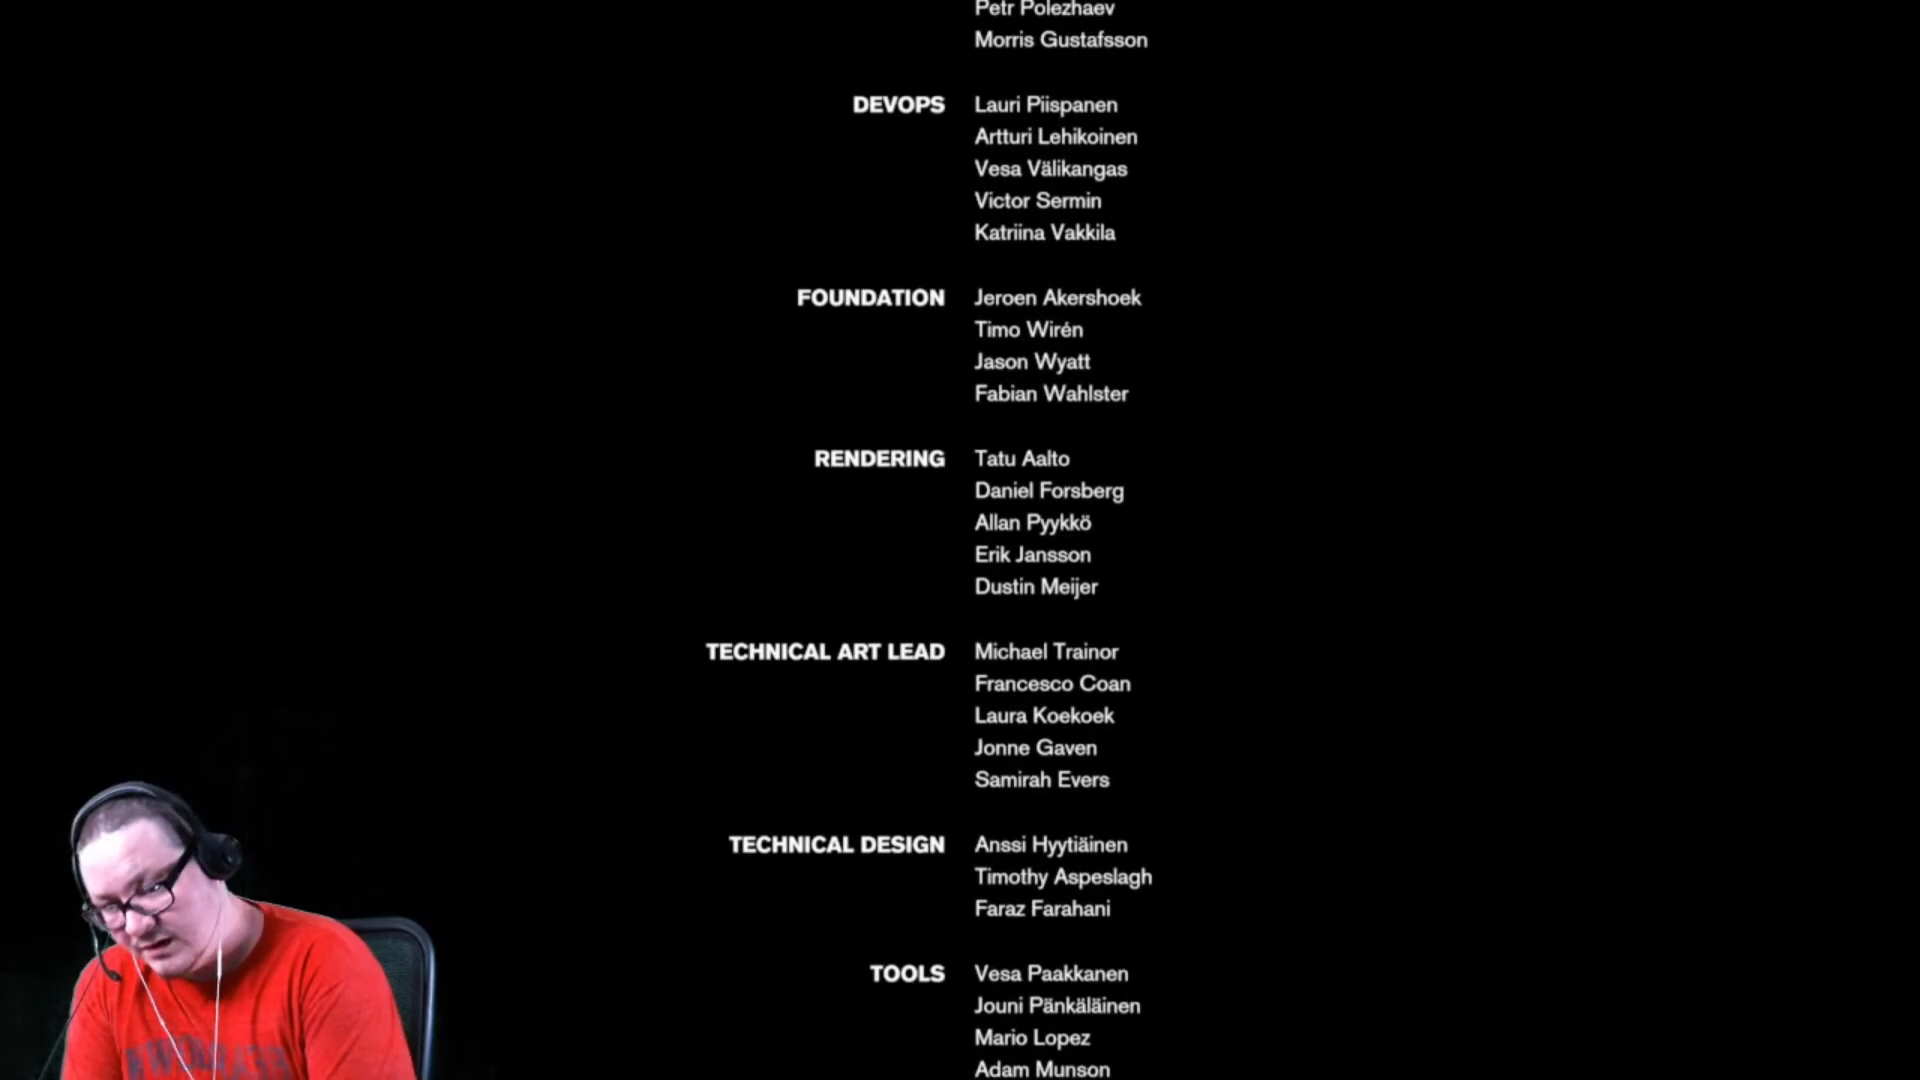 Petr Polezhaev
Morris Gustafsson
DEVOPS Lauri Piispanen
Artturi Lehikoinen
Vesa Välikangas
Victor Sermin
Katriina Vakkila
FOUNDATION Jeroen Akershoek
Timo Wirén
Jason Wyatt
Fabian Wahlster
RENDERING Tatu Aalto
Daniel Forsberg
Allan Pyykkö
Erik Jansson
Dustin Meijer
TECHNICAL ART LEAD Michael Trainor
Francesco Coan
Laura Koekoek
Jonne Gaven
Samirah Evers
TECHNICAL DESIGN Anssi Hyytiäinen
Timothy Aspeslagh
Faraz Farahani
TOOLS Vesa Paakkanen
Jouni Pänkäläinen
Mario Lopez
Adam Munson